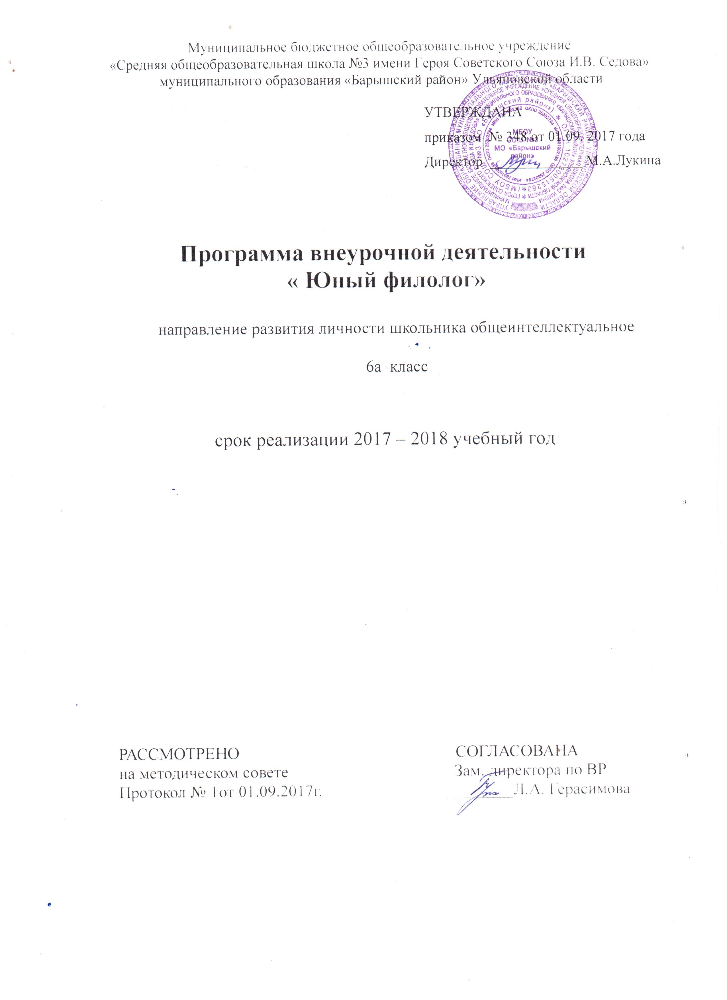 Муниципальное бюджетное общеобразовательное учреждение
«Средняя общеобразовательная школа №3 имени Героя Советского Союза И.В. Седова»
муниципального образования «Барышский район» Ульяновской области
УТВЕРЖДАНА
приказом № 348 от 01.09. 2017 года
Директор ______________М.А.Лукина
МБОУ
СОШ №3
МО «Барышский
район»
Программа внеурочной деятельности
« Юный филолог»
направление развития личности школьника общеинтеллектуальное
6а класс
срок реализации 2017 – 2018 учебный год
РАССМОТРЕНО
на методическом совете
Протокол № 1от 01.09.2017г.
СОГЛАСОВАНА
Зам. директора по ВР
__________Л.А. Герасимова